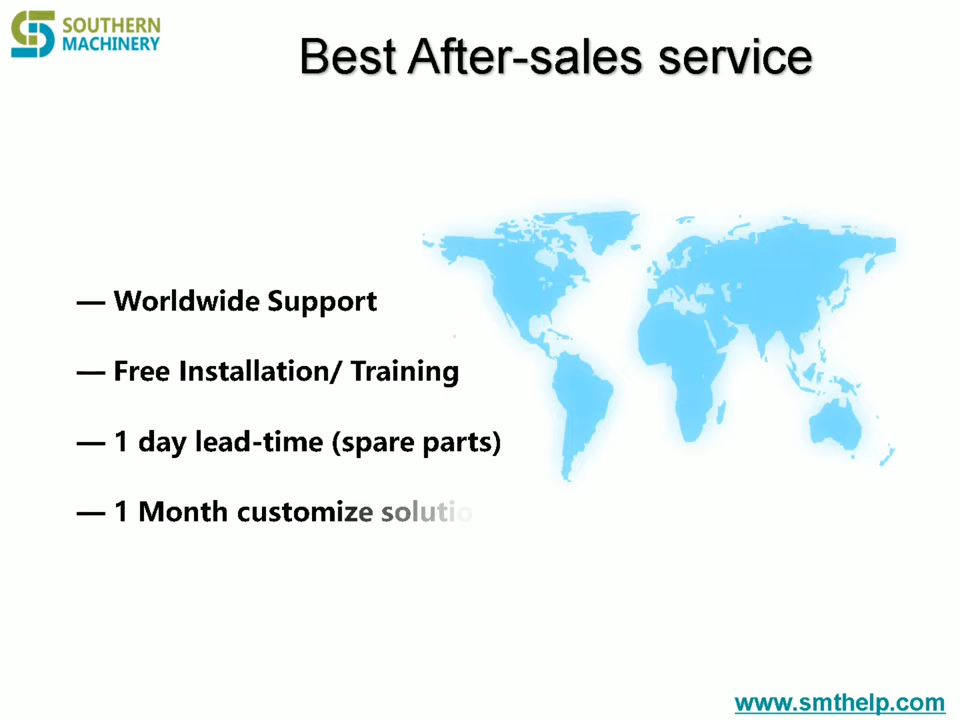 SOUTHERN
MACHINERY
Best After-sales service
— Worldwide Support
— Free Installation/ Training
— 1 day lead-time (spare parts)
— 1 Month customize solutio
www.smthelp.com